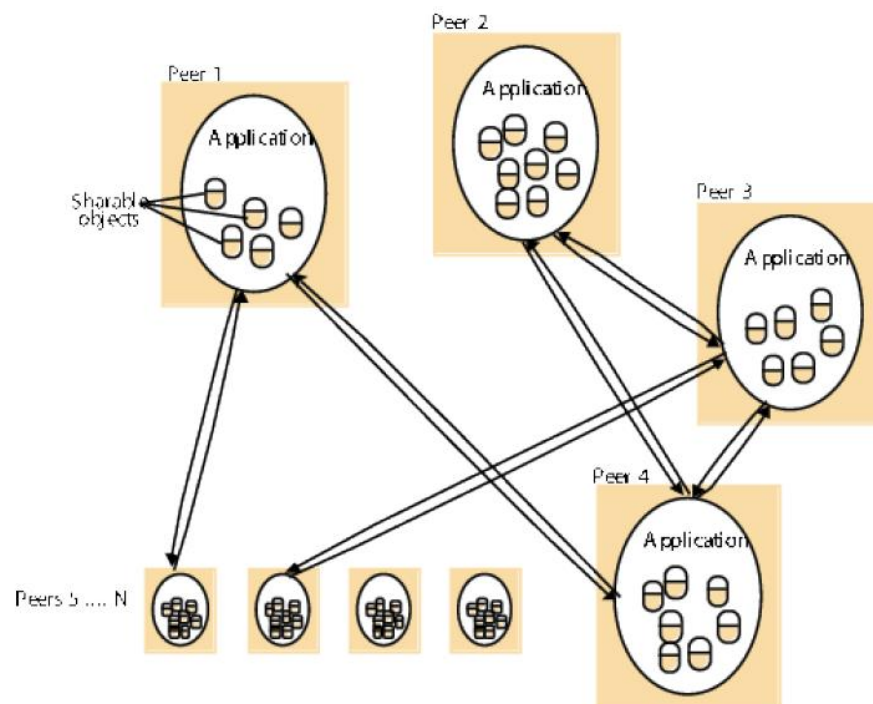 Peer 2
Peer 1
Application
Application
Sharable
objects
Peer 3
Application
Peer 4
Application
Peers 5 .... N